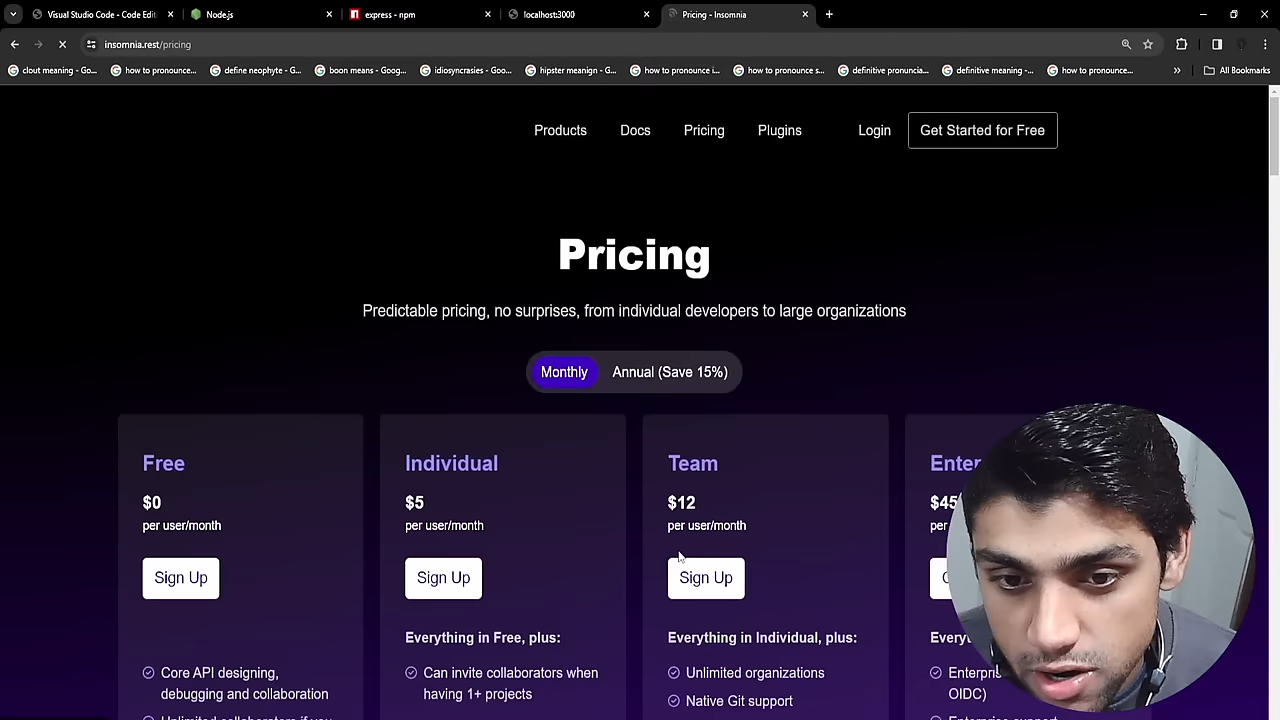 Visual Studio Code - Code Edit
Node.js
express - npm
localhost:3000
Pricing - Insomnia
insomnia.rest/pricing
clout meaning - Go...
how to pronounce...
define neophyte - G...
boon means - Goog...
idiosyncrasies - Goo...
hipster meanign - G...
how to pronounce i...
how to pronounce s...
definitive pronuncia...
definitive meaning -...
how to pronounce...
All Bookmarks
Products Docs Pricing Plugins Login Get Started for Free
Pricing
Predictable pricing, no surprises, from individual developers to large organizations
Monthly Annual (Save 15%)
Free
$0
per user/month
Sign Up
Core API designing,
debugging and collaboration
Unlimited collaborators if you
Individual
$5
per user/month
Sign Up
Everything in Free, plus:
Can invite collaborators when
having 1+ projects
Team
$12
per user/month
Sign Up
Everything in Individual, plus:
Unlimited organizations
Native Git support
$45
per
OIDC)
Enterprise support